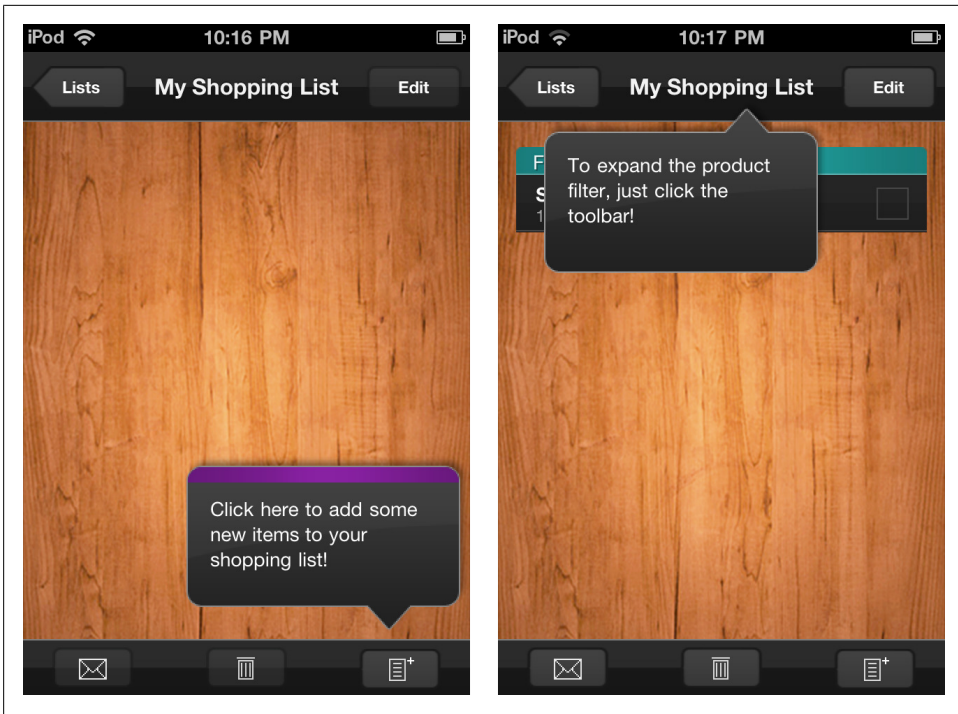 iPod 10:16 PM
Lists My Shopping List Edit
Click here to add some
new items to your
shopping list!
iPod 10:17 PM
Lists My Shopping List Edit
To expand the product
filter, just click the
toolbar!